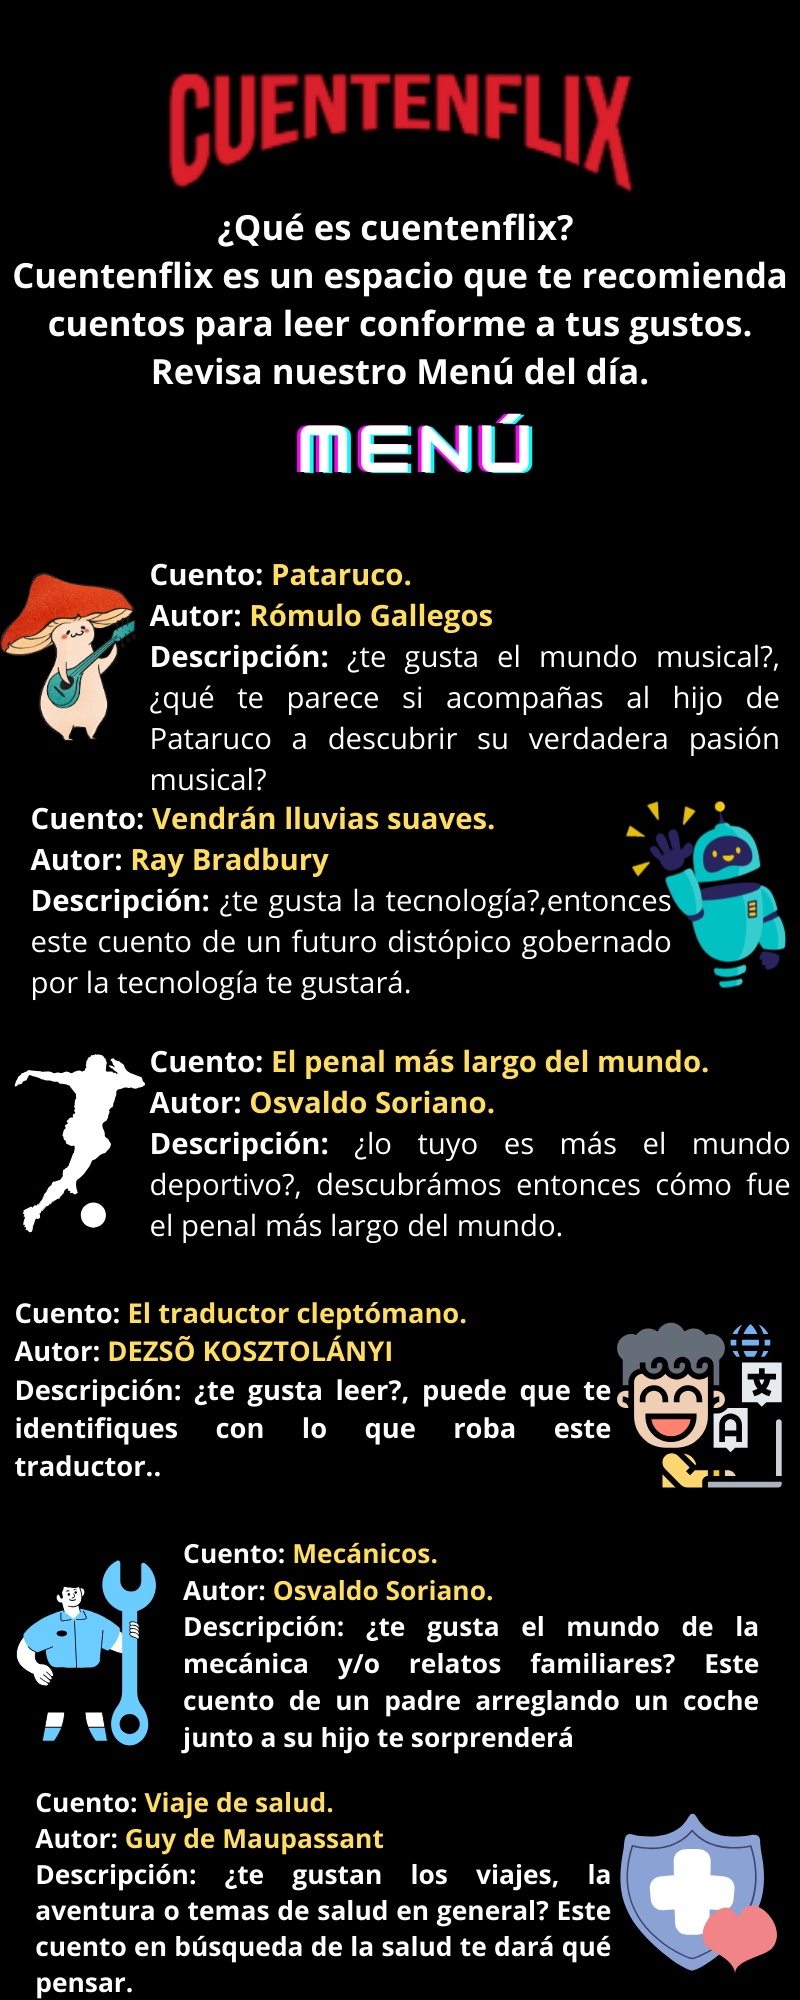 CUENTENFLIX
¿Qué es cuentenflix?
Cuentenflix es un espacio que te recomienda
cuentos para leer conforme a tus gustos.
Revisa nuestro Menú del día.
MENÚ
Cuento: Pataruco.
Autor: Rómulo Gallegos
Descripción: ¿te gusta el mundo musical?,
¿qué te parece si acompañas al hijo de
Pataruco a descubrir su verdadera pasión
musical?
Cuento: Vendrán lluvias suaves.
Autor: Ray Bradbury
Descripción: ¿te gusta la tecnología?,entonces
este cuento de un futuro distópico gobernado
por la tecnología te gustará.
Cuento: El penal más largo del mundo.
Autor: Osvaldo Soriano.
Descripción: ¿lo tuyo es más el mundo
deportivo?, descubrámos entonces cómo fue
el penal más largo del mundo.
Cuento: El traductor cleptómano.
Autor: DEZSÕ KOSZTOLÁNYI
Descripción: ¿te gusta leer?, puede que te
identifiques con lo que roba este
traductor..
文
A
Cuento: Mecánicos.
Autor: Osvaldo Soriano.
Descripción: ¿te gusta el mundo de la
mecánica y/o relatos familiares? Este
cuento de un padre arreglando un coche
junto a su hijo te sorprenderá
Cuento: Viaje de salud.
Autor: Guy de Maupassant
Descripción: ¿te gustan los viajes, la
aventura o temas de salud en general? Este
cuento en búsqueda de la salud te dará qué
pensar.